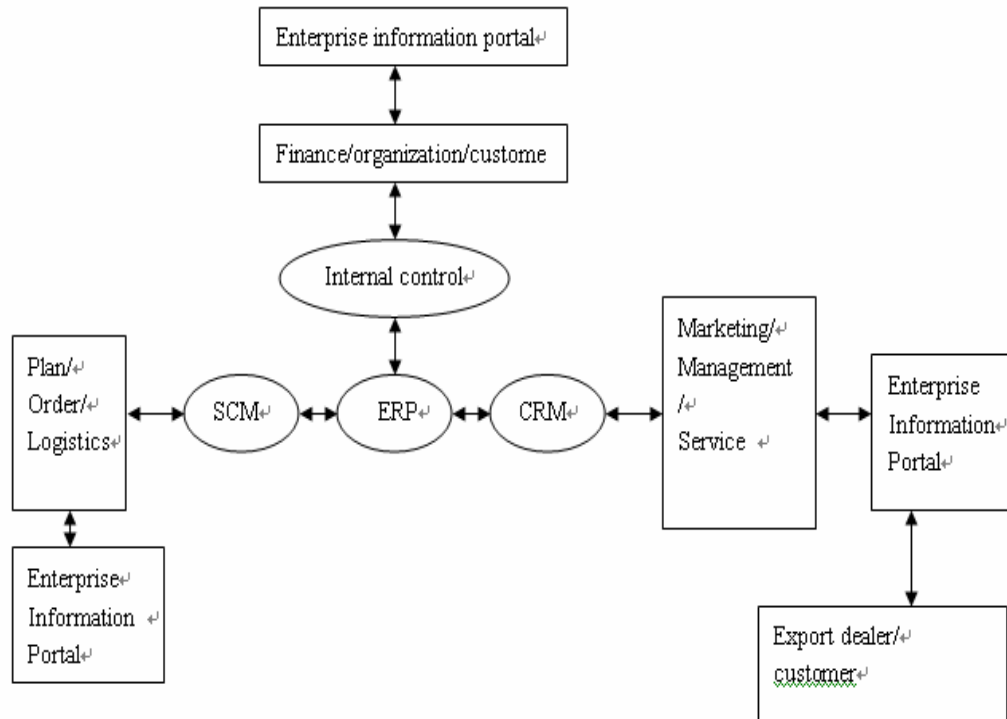 Enterprise information portal
Finance/organization/custome
Internal control
Plan/
Order/
Logistics
SCM
ERP
CRM
Marketing/
Management
/
Service
Enterprise
Information
Portal
Enterprise
Information
Portal
Export dealer/
customer